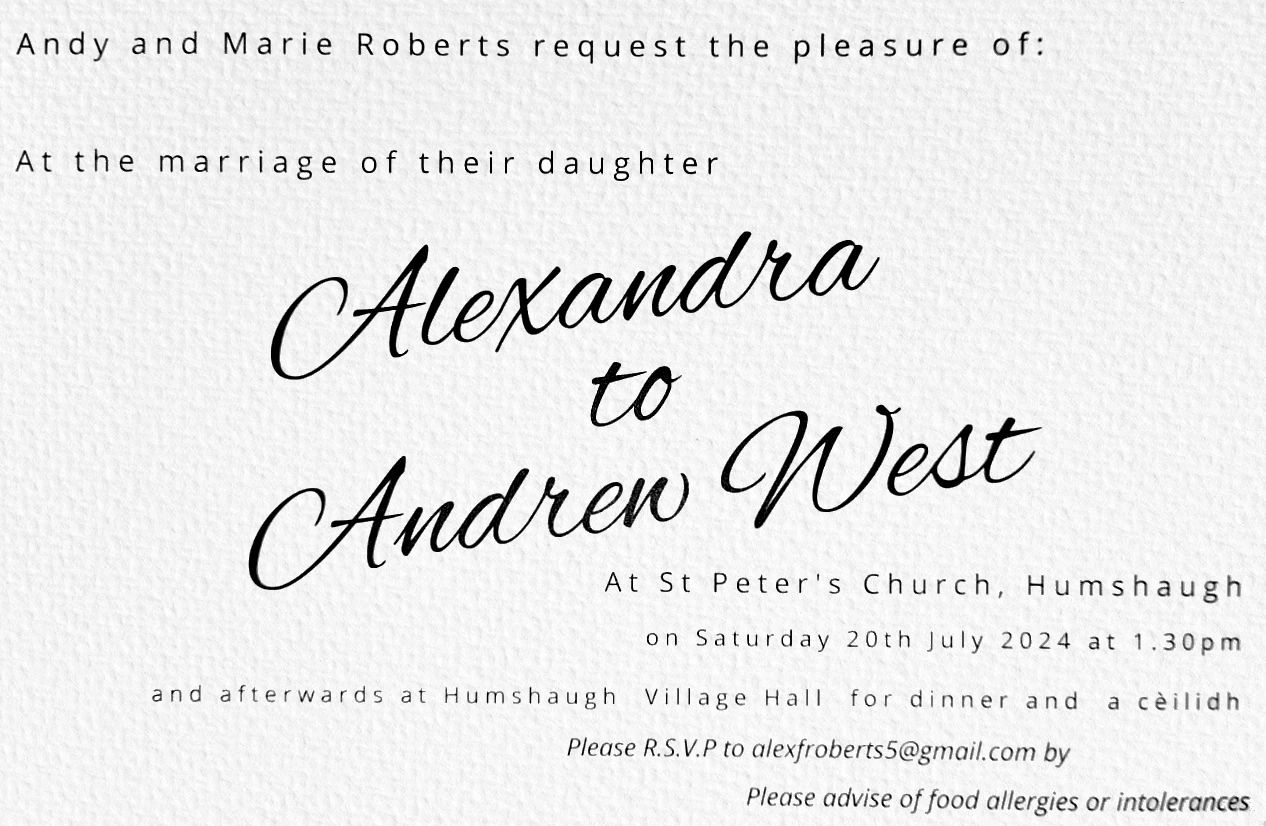 Andy and Marie Roberts request the pleasure of:
At the marriage of their daughter
Alexandra
to
Andrew West
At St Peter's Church, Humshaugh
on Saturday 20th July 2024 at 1.30pm
and afterwards at Humshaugh Village Hall for dinner and a cèilidh
Please R.S.V.P to alexfroberts5@gmail.com by
Please advise of food allergies or intolerances